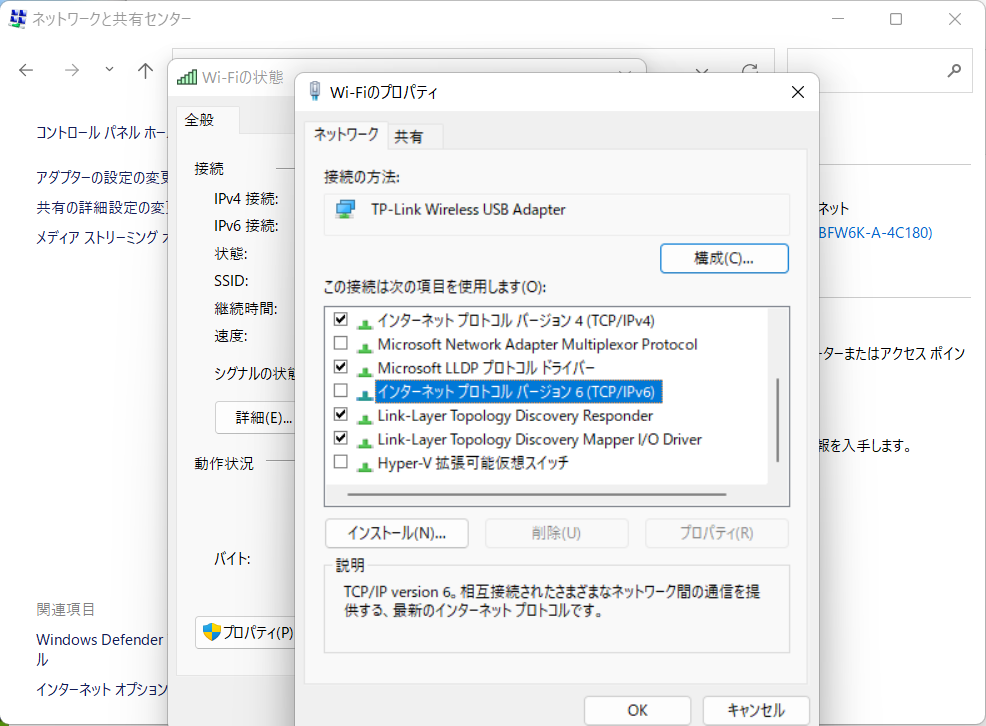 ネットワークと共有センター
コントロール パネル ホー
アダプターの設定の変更
共有の詳細設定の変
メディア ストリーミング
関連項目
Windows Defender
ル
インターネット オプション
Wi-Fiの状態
全般
接続
IPv4 接続:
IPv6 接続:
状態:
SSID:
継続時間:
速度:
シグナルの状態
詳細(E)...
動作状況
バイト:
プロパティ(P)
Wi-Fiのプロパティ
ネットワーク 共有
接続の方法:
TP-Link Wireless USB Adapter
構成(C)...
この接続は次の項目を使用します(O):
インターネット プロトコル バージョン 4 (TCP/IPv4)
Microsoft Network Adapter Multiplexor Protocol
Microsoft LLDP プロトコル ドライバー
インターネット プロトコル バージョン 6 (TCP/IPv6)
Link-Layer Topology Discovery Responder
Link-Layer Topology Discovery Mapper I/O Driver
Hyper-V 拡張可能仮想スイッチ
インストール(N)... 削除(U) プロパティ(R)
説明
TCP/IP version 6。相互接続されたさまざまなネットワーク間の通信を提
供する、最新のインターネット プロトコルです。
OK キャンセル
ネット
BFW6K-A-4C180)
ーターまたはアクセス ポイン
報を入手します。